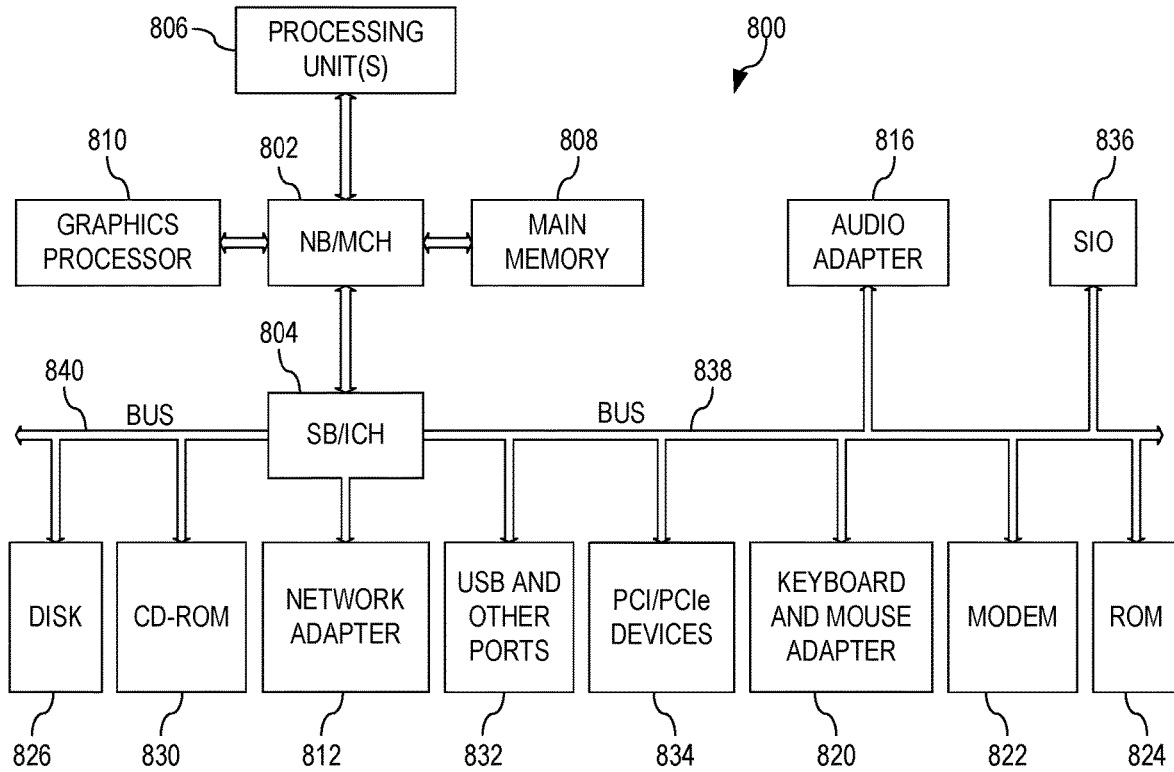 806
PROCESSING
UNIT(S)
800
810
802
808
816
836
GRAPHICS
PROCESSOR
NB/MCH
MAIN
MEMORY
AUDIO
ADAPTER
SIO
804
840
838
BUS
SB/ICH
BUS
DISK
CD-ROM
NETWORK
ADAPTER
USB AND
OTHER
PORTS
PCI/PCIe
DEVICES
KEYBOARD
AND MOUSE
ADAPTER
MODEM
ROM
826
830
812
832
834
820
822
824